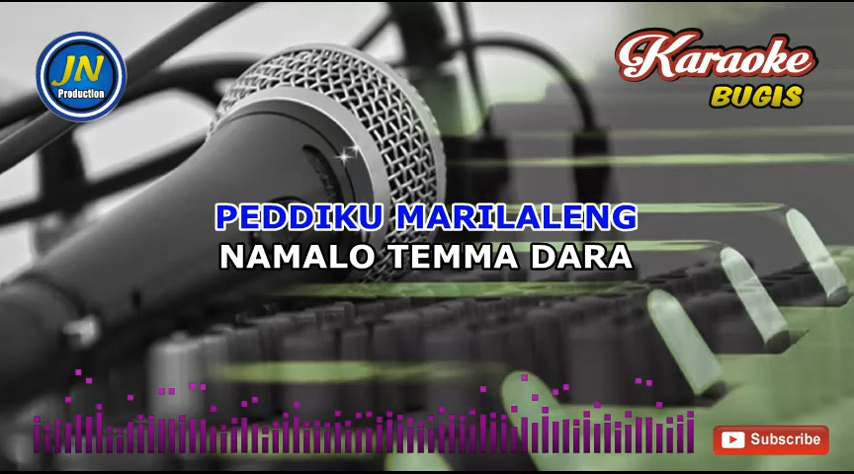 JN
Production
Karaoke
BUGIS
PEDDIKU MARILALENG
NAMALO TEMMA DARA
Subscribe